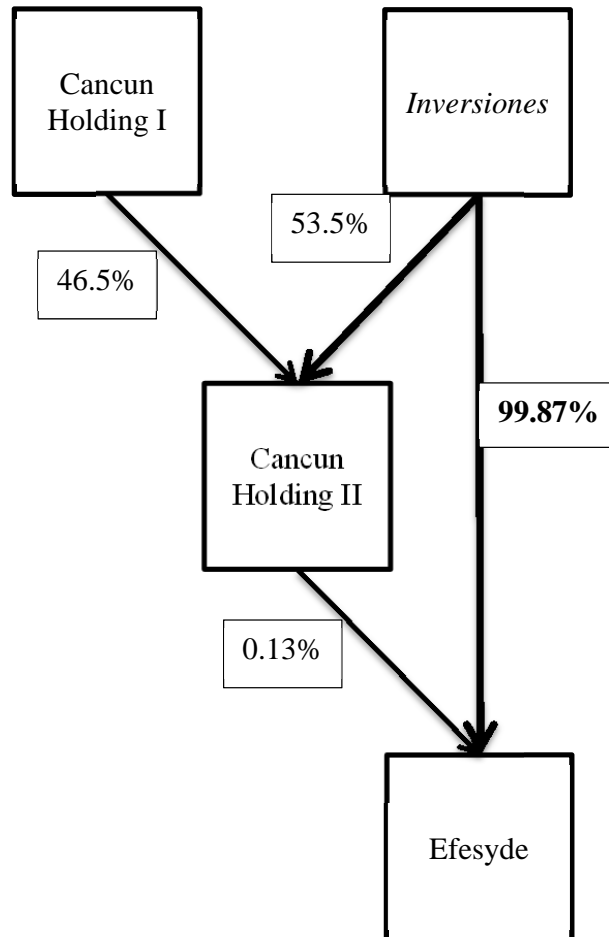 Cancun
Holding I
Inversiones
53.5%
46.5%
99.87%
Cancun
Holding II
0.13%
Efesyde